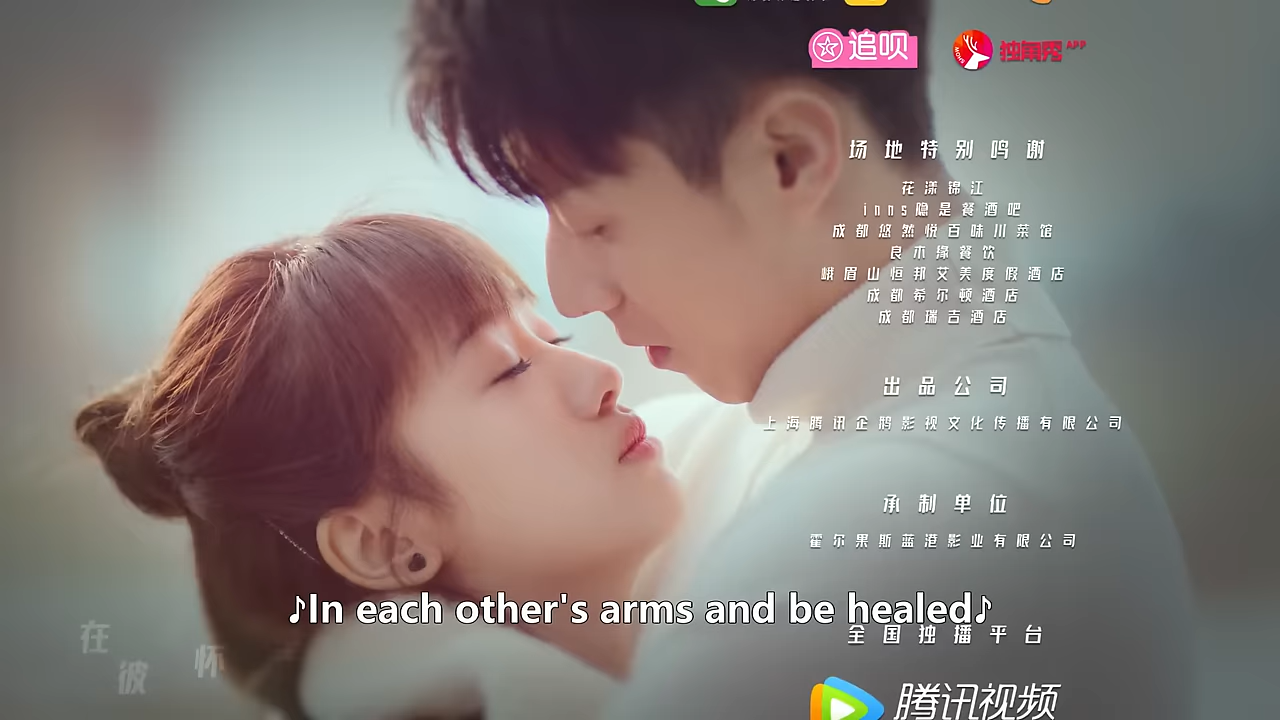 追呗
独角秀 APP
场地特别鸣谢
花漾锦江
inns隐是餐酒吧
成都悠然悦百味川菜馆
良木缘餐饮
峨眉山恒邦艾美度假酒店
成都希尔顿酒店
成都瑞吉酒店
出品公司
上海腾讯企鹅影视文化传播有限公司
承制单位
霍尔果斯蓝港影业有限公司
♪In each other's arms and be healed♪
在彼怀
全国独播平台
腾讯视频